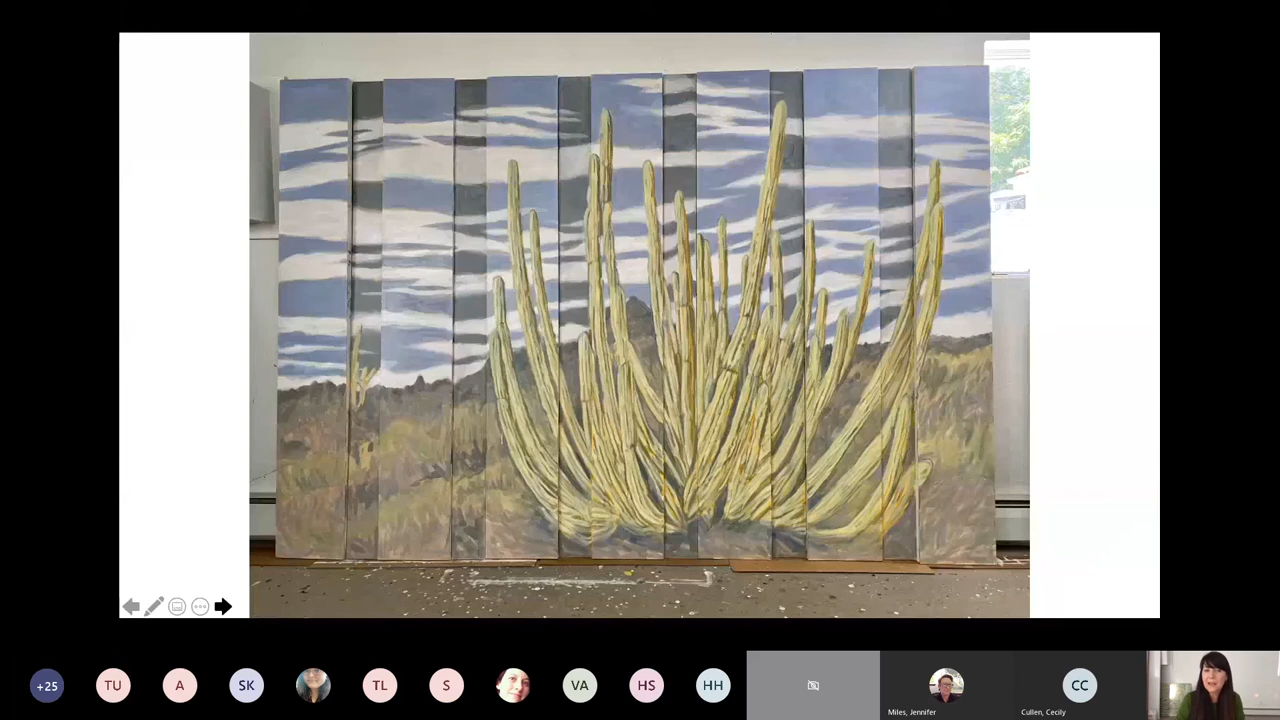 +25
TU
A
SK
TL
S
VA
HS
HH
CC
Miles, Jennifer
Cullen, Cecily